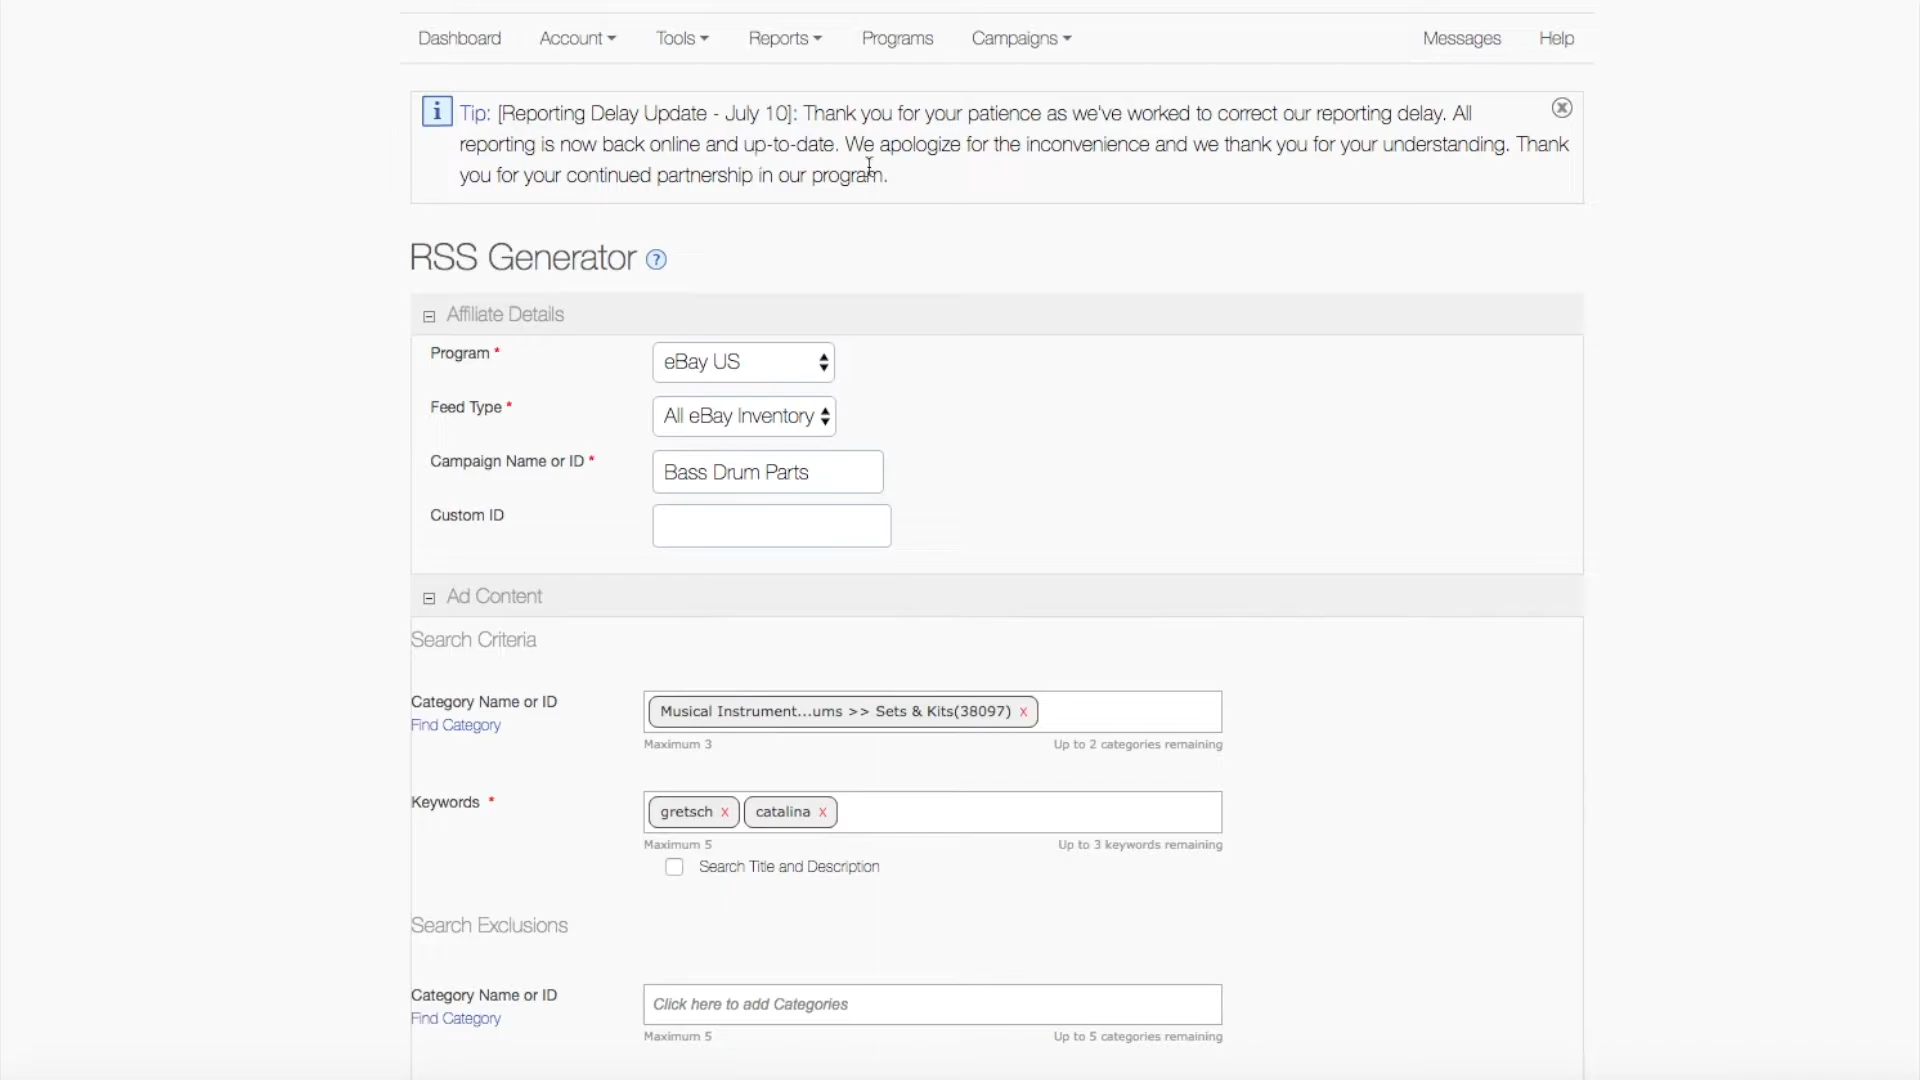 Dashboard Account Tools Reports Programs Campaigns Messages Help
i Tip: [Reporting Delay Update - July 10]: Thank you for your patience as we've worked to correct our reporting delay. All
reporting is now back online and up-to-date. We apologize for the inconvenience and we thank you for your understanding. Thank
you for your continued partnership in our program.
RSS Generator ?
Affiliate Details
Program * eBay US
Feed Type * All eBay Inventory
Campaign Name or ID * Bass Drum Parts
Custom ID
Ad Content
Search Criteria
Category Name or ID Musical Instrument...ums >> Sets & Kits(38097) x
Find Category
Maximum 3 Up to 2 categories remaining
Keywords * gretsch x catalina x
Maximum 5 Up to 3 keywords remaining
Search Title and Description
Search Exclusions
Category Name or ID Click here to add Categories
Find Category
Maximum 5 Up to 5 categories remaining